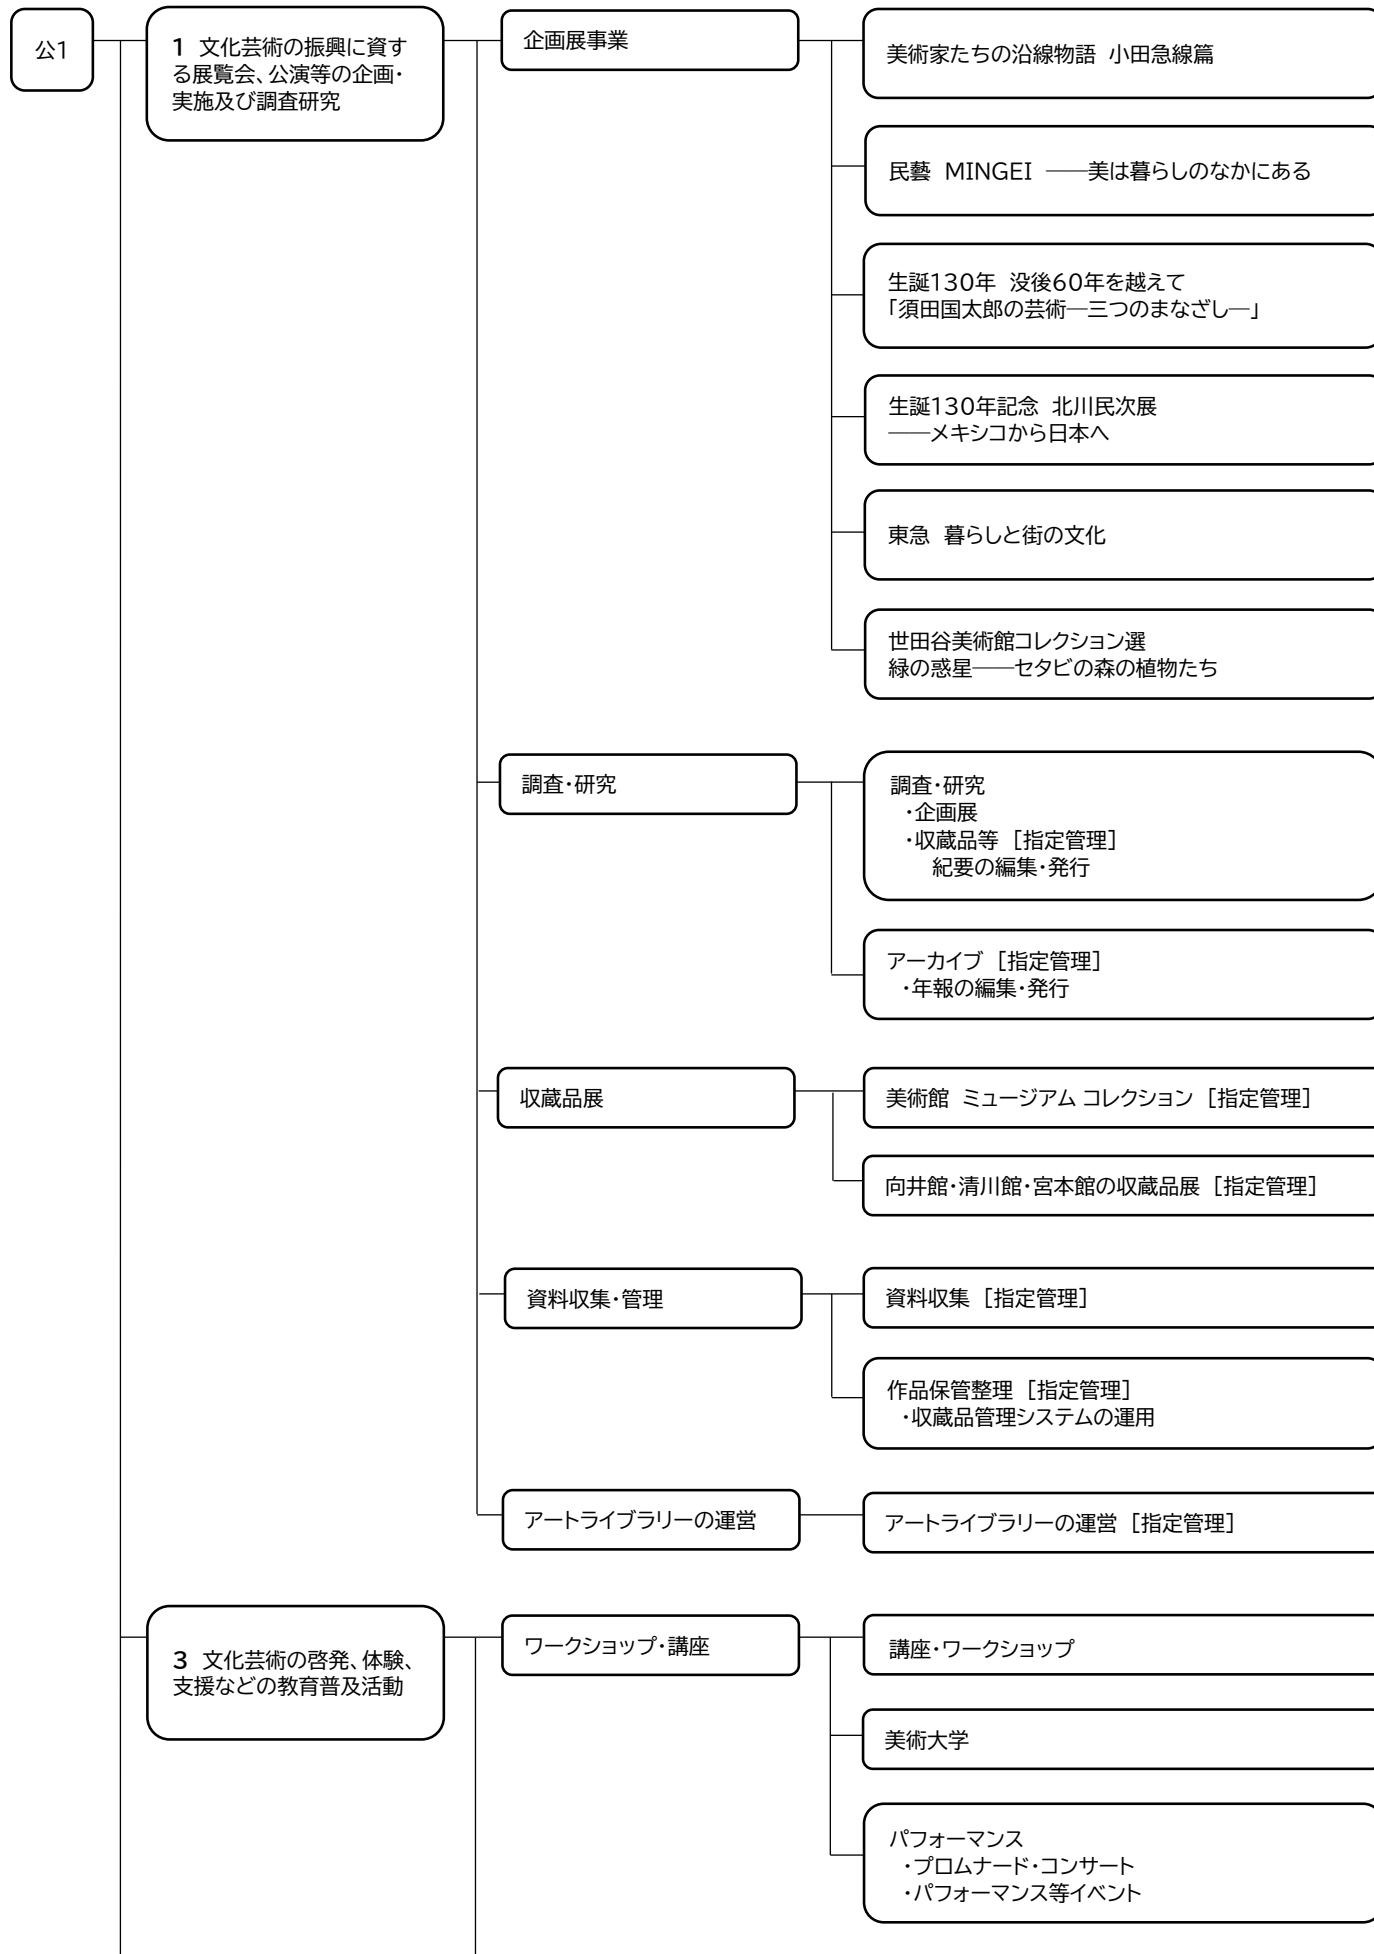 公1
1 文化芸術の振興に資す
る展覧会、公演等の企画・
実施及び調査研究
企画展事業
美術家たちの沿線物語 小田急線篇
民藝 MINGEI ――美は暮らしのなかにある
生誕130年 没後60年を越えて
「須田国太郎の芸術―三つのまなざし―」
生誕130年記念 北川民次展
――メキシコから日本へ
東急 暮らしと街の文化
世田谷美術館コレクション選
緑の惑星――セタビの森の植物たち
調査・研究
調査・研究
・企画展
・収蔵品等 [指定管理]
紀要の編集・発行
アーカイブ [指定管理]
・年報の編集・発行
収蔵品展
美術館 ミュージアム コレクション [指定管理]
向井館・清川館・宮本館の収蔵品展 [指定管理]
資料収集・管理
資料収集 [指定管理]
作品保管整理 [指定管理]
・収蔵品管理システムの運用
アートライブラリーの運営
アートライブラリーの運営 [指定管理]
3 文化芸術の啓発、体験、
支援などの教育普及活動
ワークショップ・講座
講座・ワークショップ
美術大学
パフォーマンス
・プロムナード・コンサート
・パフォーマンス等イベント